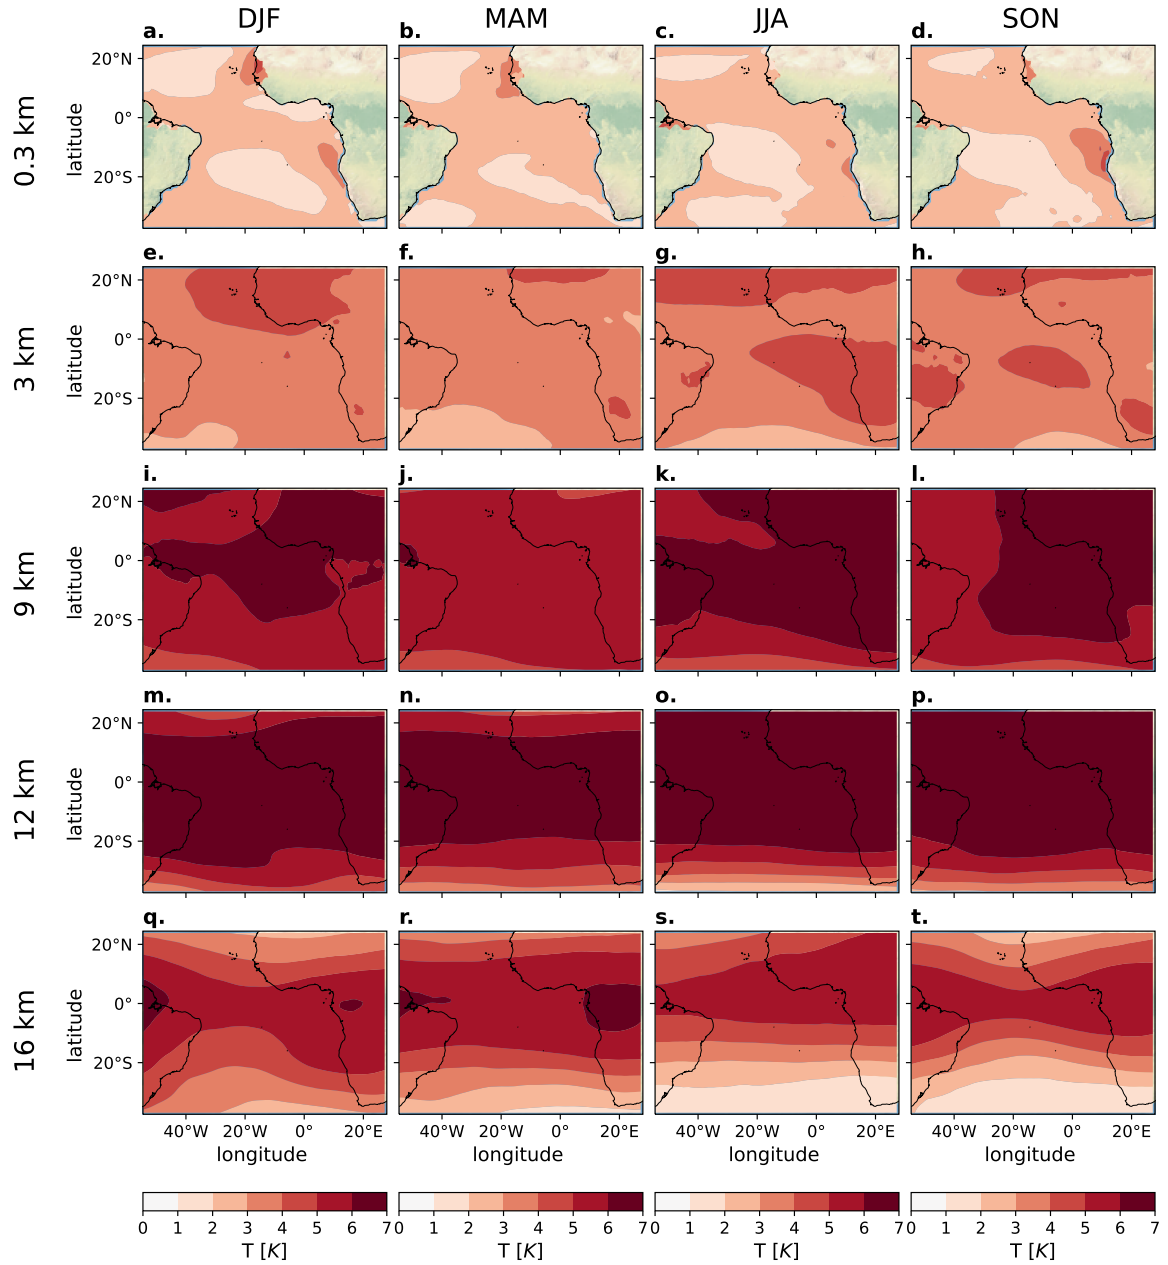 DJF MAM JJA SON
a. b. c. d.
0.3 km
latitude
20°N
0°
20°S
e. f. g. h.
3 km
latitude
20°N
0°
20°S
i. j. k. l.
9 km
latitude
20°N
0°
20°S
m. n. o. p.
12 km
latitude
20°N
0°
20°S
q. r. s. t.
16 km
latitude
20°N
0°
20°S
40°W 20°W 0° 20°E 40°W 20°W 0° 20°E 40°W 20°W 0° 20°E 40°W 20°W 0° 20°E
longitude longitude longitude longitude
0 1 2 3 4 5 6 7 0 1 2 3 4 5 6 7 0 1 2 3 4 5 6 7 0 1 2 3 4 5 6 7
T [K] T [K] T [K] T [K]